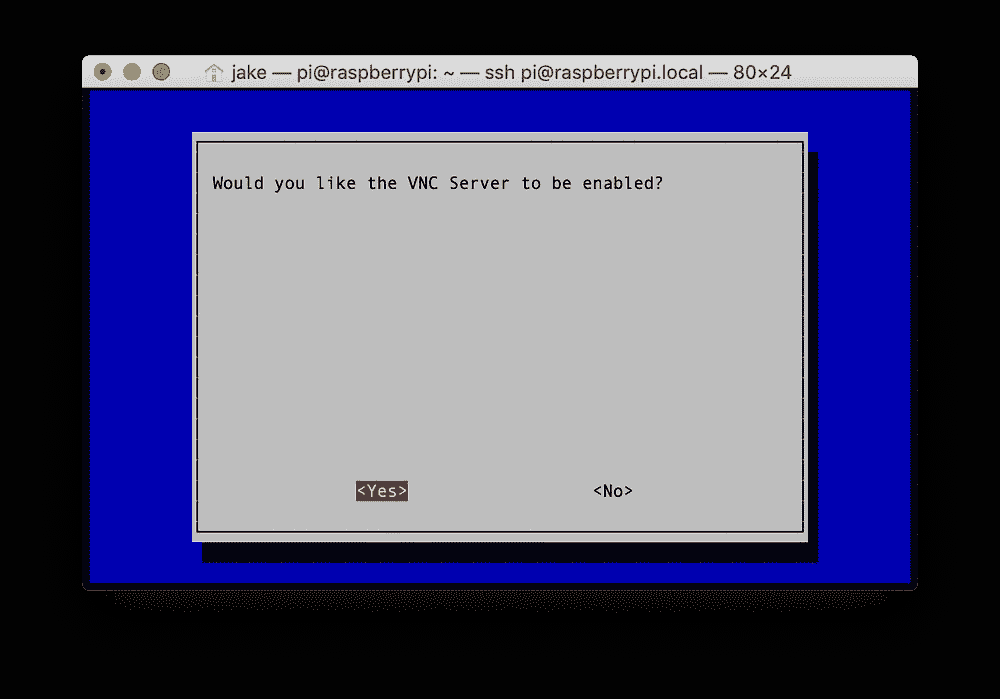 jake — pi@raspberrypi: ~ — ssh pi@raspberrypi.local — 80×24
Would you like the VNC Server to be enabled?
<Yes> <No>